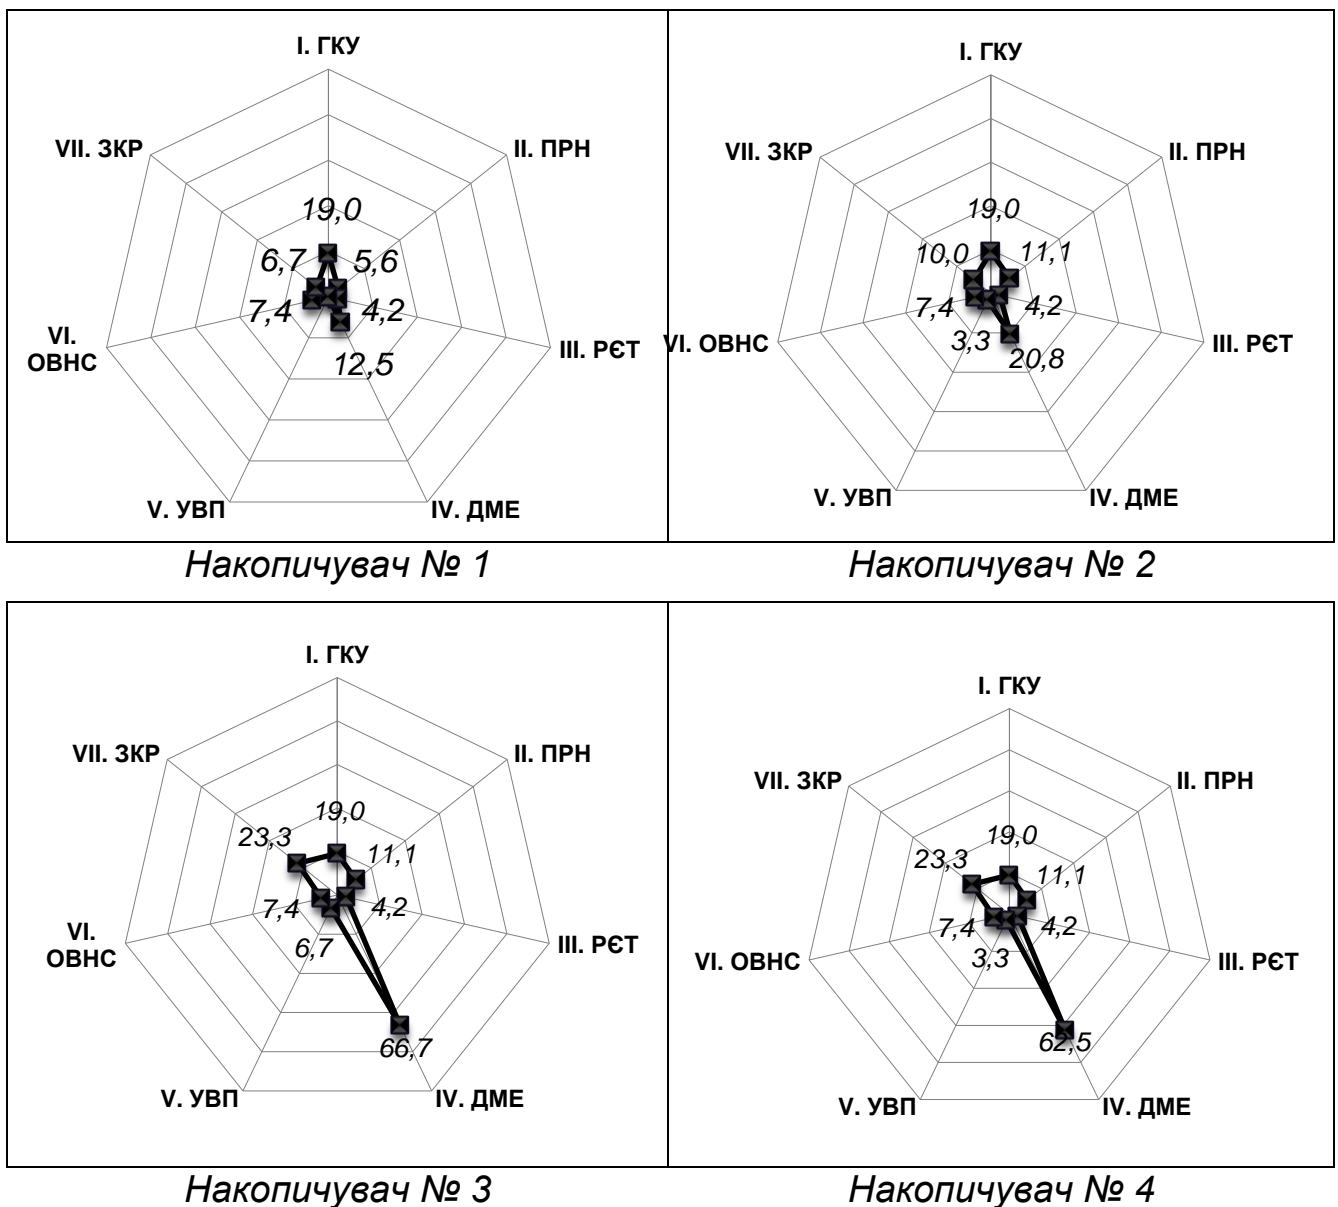 I. ГКУ
VII. ЗКР
II. ПРН
19,0
6,7
5,6
7,4
4,2
VI.
ОВНС
III. РЄТ
12,5
V. УВП
IV. ДМЕ
Накопичувач № 1
I. ГКУ
VII. ЗКР
II. ПРН
19,0
10,0
11,1
7,4
4,2
VI. ОВНС
3,3
20,8
III. РЄТ
V. УВП
IV. ДМЕ
Накопичувач № 2
I. ГКУ
VII. ЗКР
II. ПРН
19,0
23,3
11,1
7,4
4,2
VI.
ОВНС
6,7
III. РЄТ
66,7
V. УВП
IV. ДМЕ
Накопичувач № 3
I. ГКУ
VII. ЗКР
II. ПРН
19,0
23,3
11,1
7,4
4,2
VI. ОВНС
3,3
III. РЄТ
62,5
V. УВП
IV. ДМЕ
Накопичувач № 4